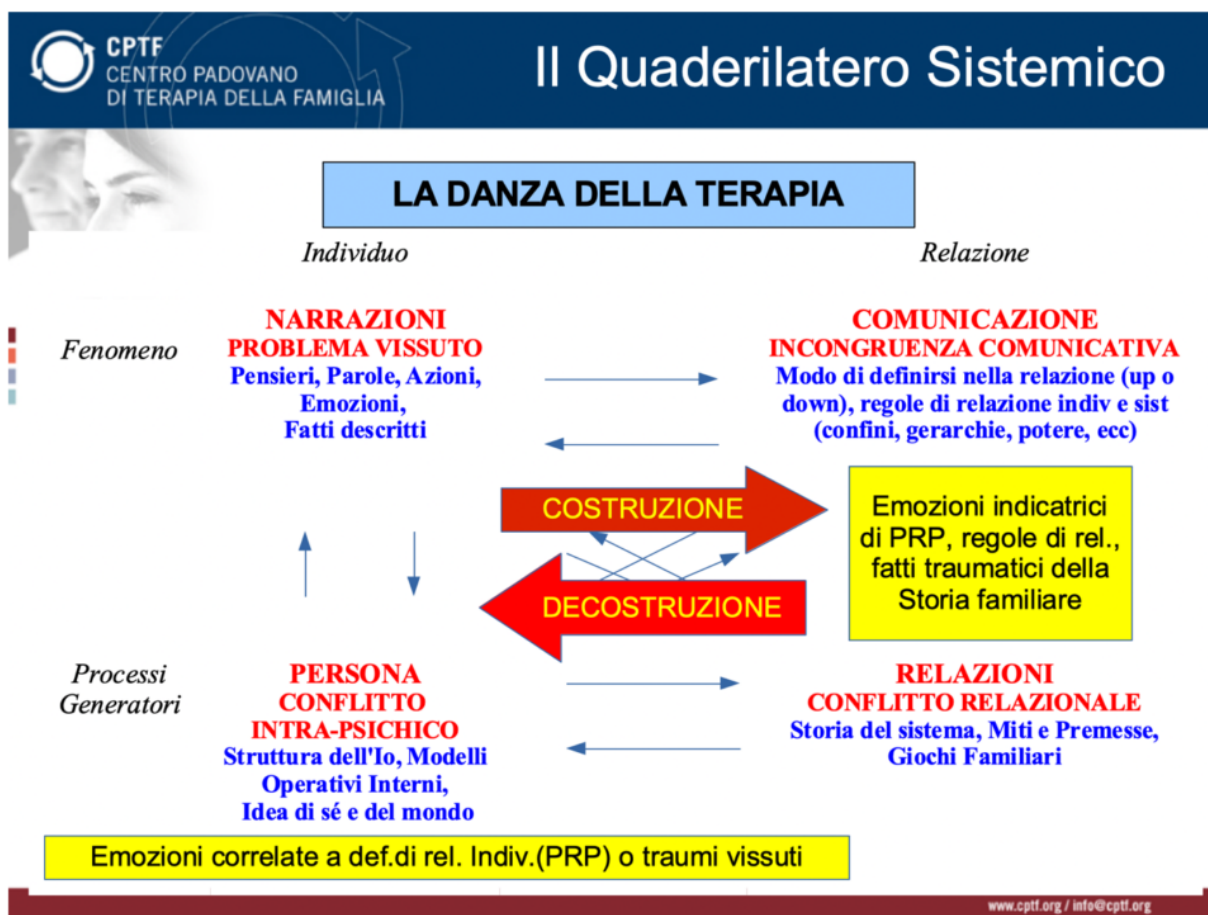 CPTF
CENTRO PADOVANO
DI TERAPIA DELLA FAMIGLIA
Il Quaderilatero Sistemico
LA DANZA DELLA TERAPIA
Individuo
Relazione
Fenomeno
NARRAZIONI
PROBLEMA VISSUTO
Pensieri, Parole, Azioni,
Emozioni,
Fatti descritti
COMUNICAZIONE
INCONGRUENZA COMUNICATIVA
Modo di definirsi nella relazione (up o
down), regole di relazione indiv e sist
(confini, gerarchie, potere, ecc)
COSTRUZIONE
DECOSTRUZIONE
Emozioni indicatrici
di PRP, regole di rel.,
fatti traumatici della
Storia familiare
Processi
Generatori
PERSONA
CONFLITTO
INTRA-PSICHICO
Struttura dell'Io, Modelli
Operativi Interni,
Idea di sé e del mondo
RELAZIONI
CONFLITTO RELAZIONALE
Storia del sistema, Miti e Premesse,
Giochi Familiari
Emozioni correlate a def.di rel. Indiv.(PRP) o traumi vissuti
www.cptf.org / info@cptf.org